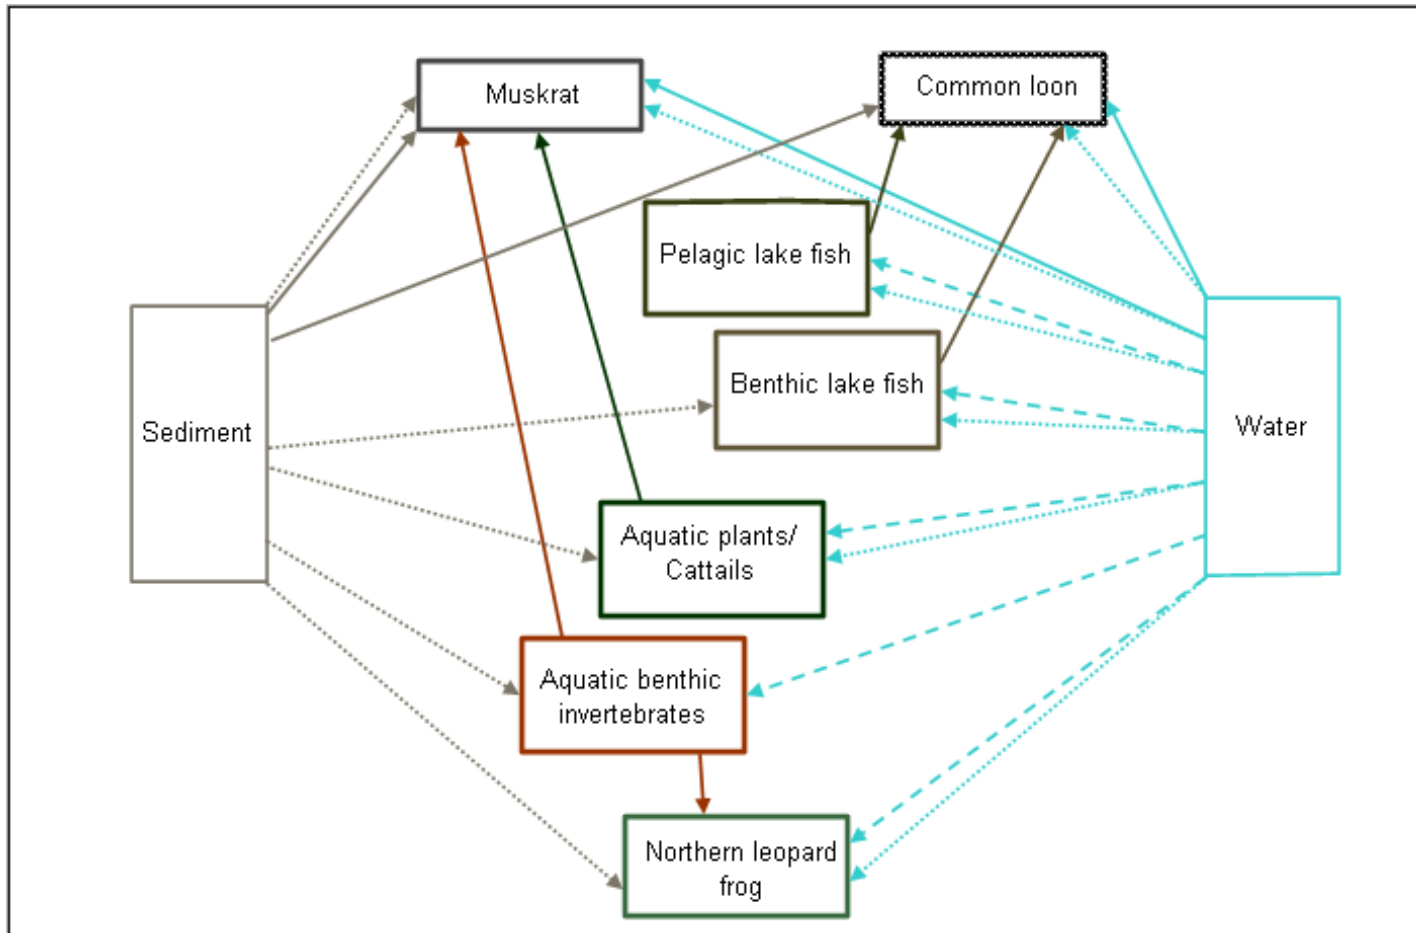 Muskrat
Common loon
Pelagic lake fish
Benthic lake fish
Sediment
Water
Aquatic plants/
Cattails
Aquatic benthic
invertebrates
Northern leopard
frog